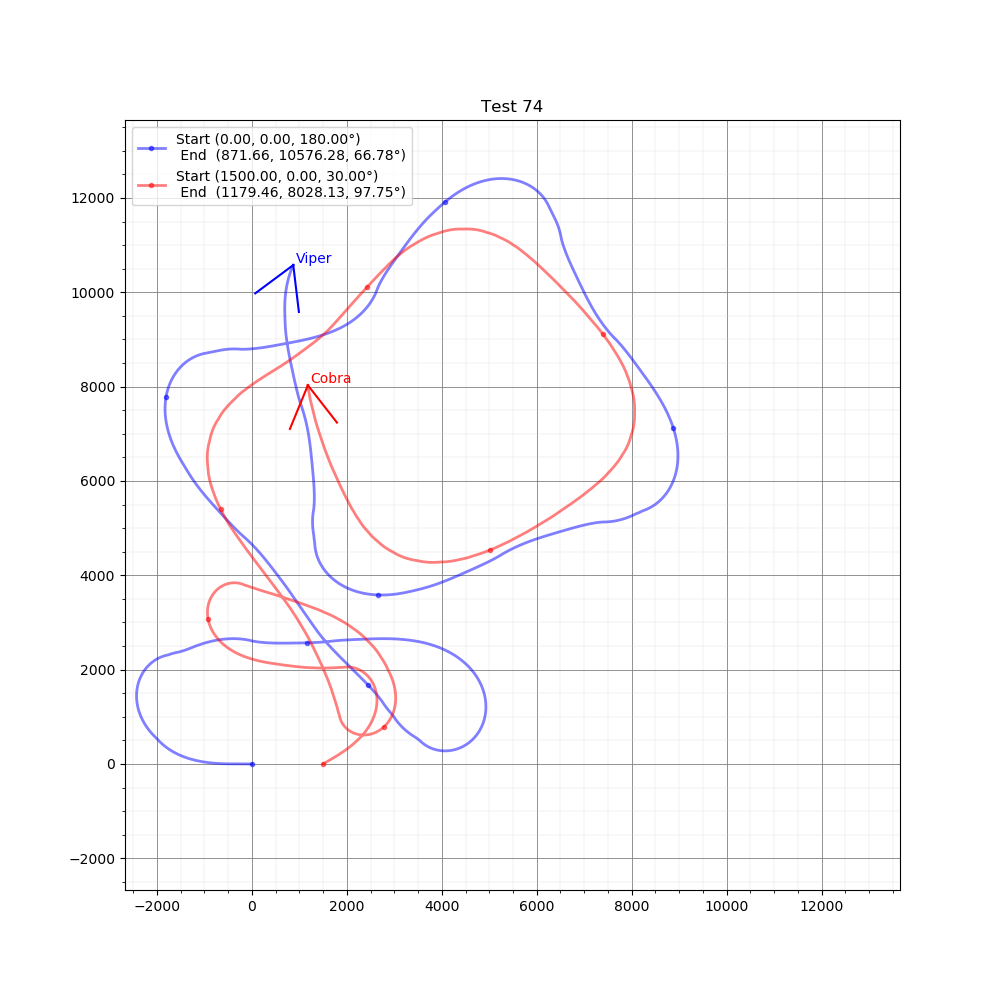 Test 74
Start (0.00, 0.00, 180.00°)
End (871.66, 10576.28, 66.78°)
Start (1500.00, 0.00, 30.00°)
End (1179.46, 8028.13, 97.75°)
12000
10000
8000
6000
4000
2000
0
−2000
Viper
Cobra
−2000 0 2000 4000 6000 8000 10000 12000